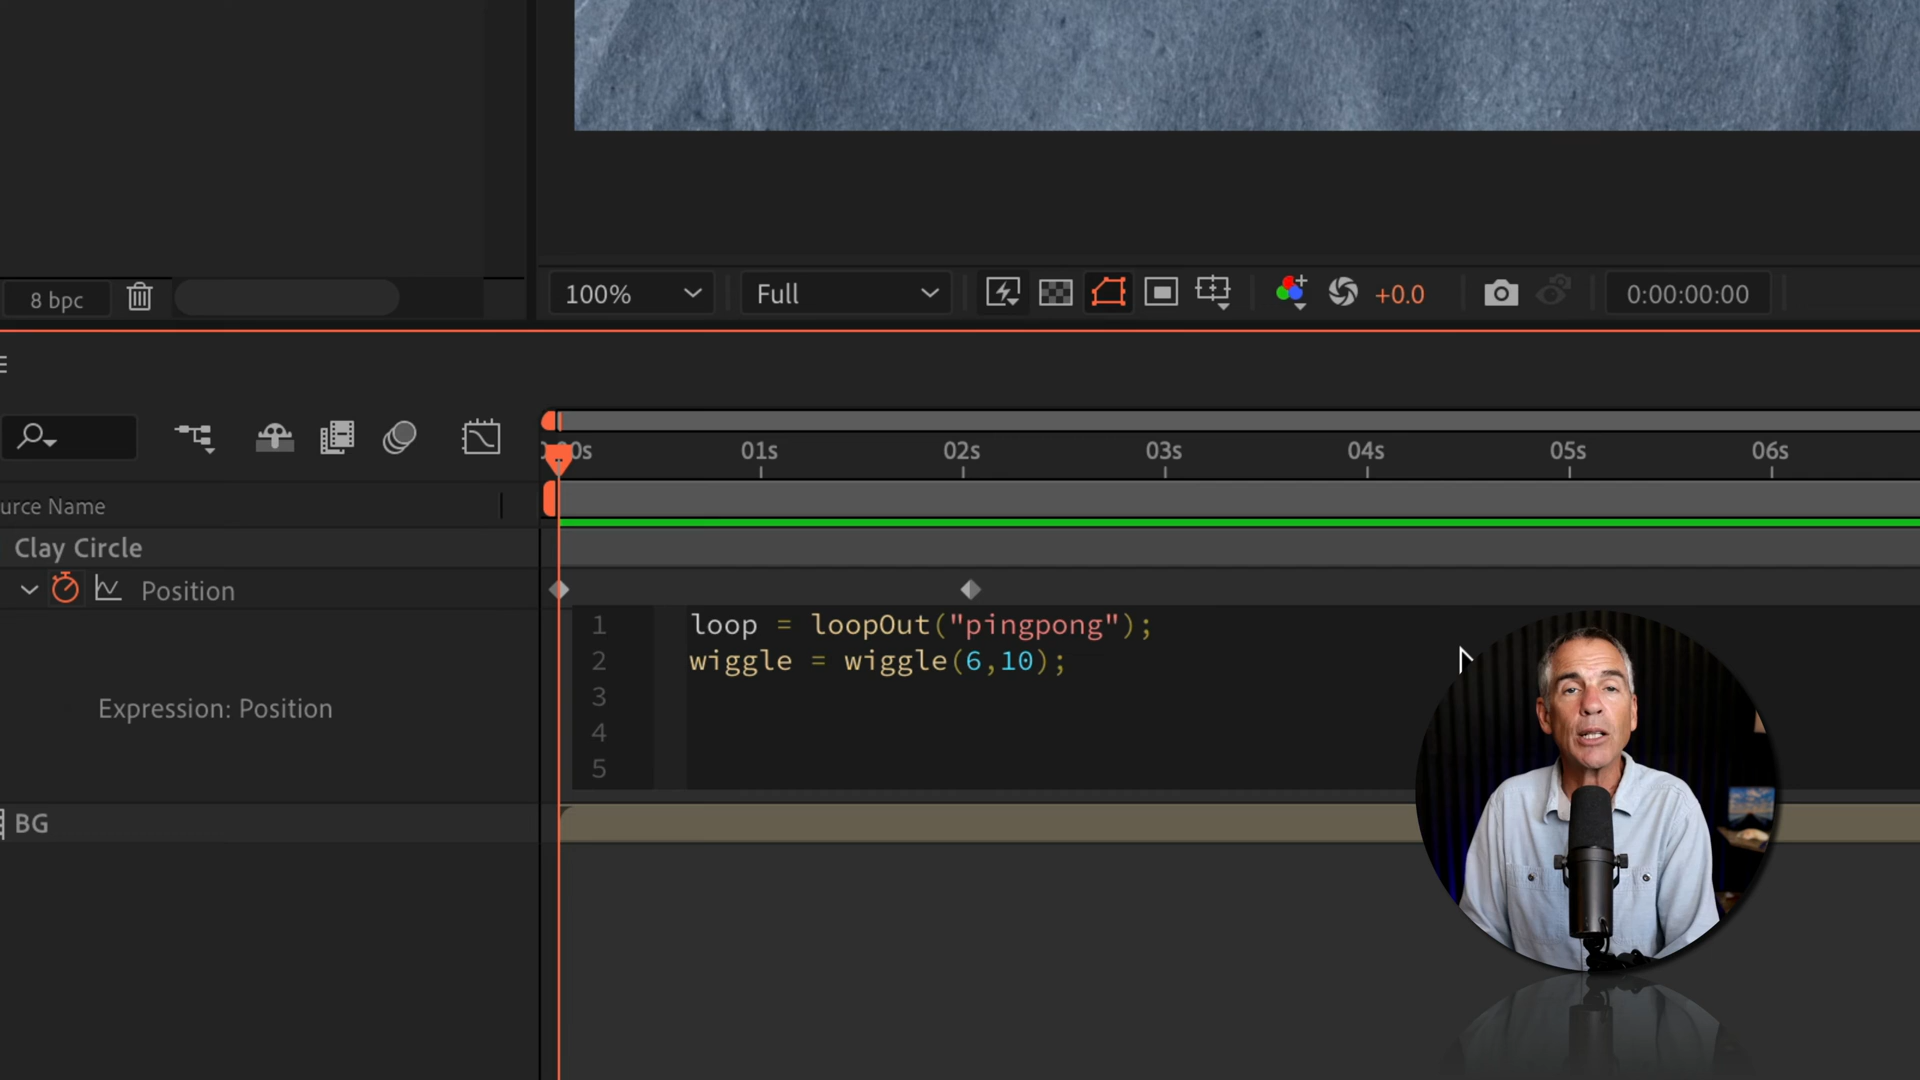 8 bpc
100%
Full
+0.0
0:00:00:00
01s 02s 03s 04s 05s 06s
urce Name
Clay Circle
Position
1 loop = loopOut("pingpong");
2 wiggle = wiggle(6,10);
3
Expression: Position
4
5
BG